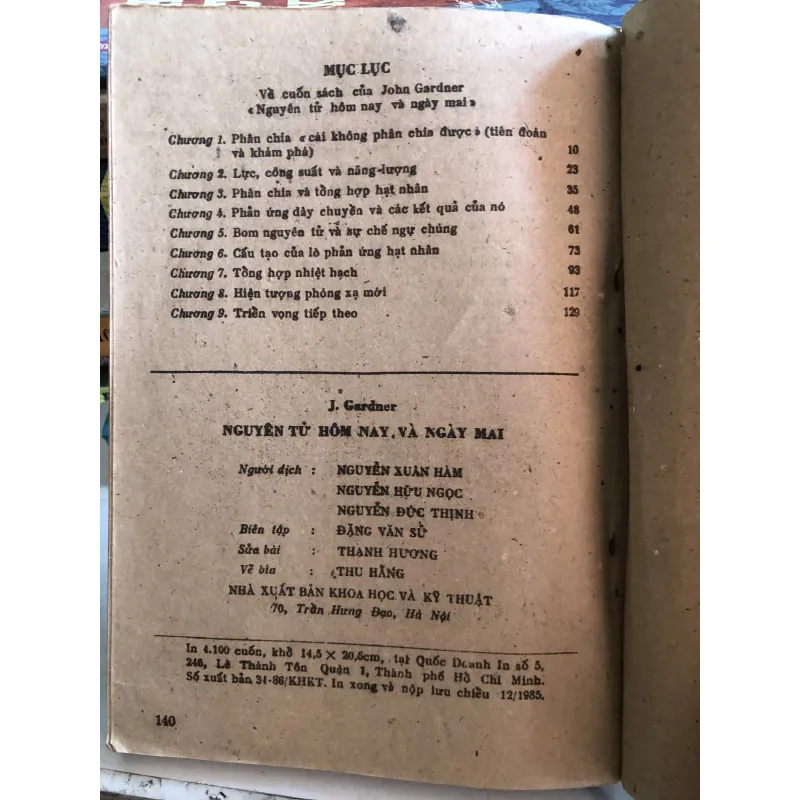 MỤC LỤC
Về cuốn sách của John Gardner
« Nguyên tử hôm nay và ngày mai »
Chương 1. Phân chia « cái không phân chia được » (tiên đoán
và khám phá) 10
Chương 2. Lực, công suất và năng-lượng 23
Chương 3. Phân chia và tổng hợp hạt nhân 35
Chương 4. Phản ứng dây chuyền và các kết quả của nó 48
Chương 5. Bom nguyên tử và sự chế ngự chúng 61
Chương 6. Cấu tạo của lò phản ứng hạt nhân 73
Chương 7. Tổng hợp nhiệt hạch 93
Chương 8. Hiện tượng phóng xạ mới 117
Chương 9. Triển vọng tiếp theo 129
J. Gardner
NGUYÊN TỬ HÔM NAY VÀ NGÀY MAI
Người dịch : NGUYỄN XUÂN HÀM
NGUYỄN HỮU NGỌC
NGUYỄN ĐỨC THỊNH
Biên tập : ĐẶNG VĂN SỬ
Sửa bài : THANH HƯƠNG
Vẽ bìa : THU HẰNG
NHÀ XUẤT BẢN KHOA HỌC VÀ KỸ THUẬT
70, Trần Hưng Đạo, Hà Nội
In 4.100 cuốn, khổ 14,5 × 20,5cm, tại Quốc Doanh In số 5,
246, Lê Thánh Tôn Quận 1, Thành phố Hồ Chí Minh.
Số xuất bản 34-86/KHKT. In xong và nộp lưu chiểu 12/1985.
140